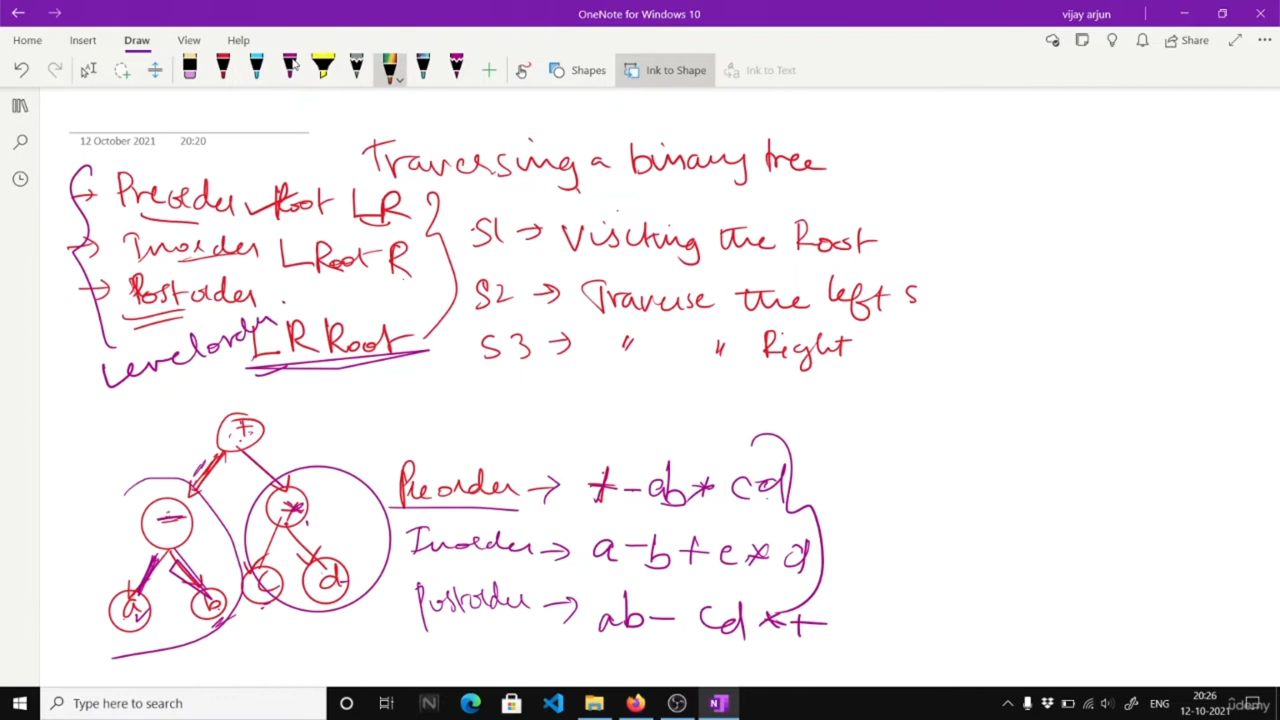 OneNote for Windows 10
vijay arjun
Home Insert Draw View Help
Share
Shapes
Ink to Shape
Ink to Text
12 October 2021 20:20
Traversing a binary tree
→ Preorder Root L R
→ Inorder L Root R
→ Postorder
L R Root
Levelorder
S1 → Visiting the Root
S2 → Traverse the left s
S3 → " " Right
+
- *
a b c d
Preorder → + - ab * cd
Inorder → a - b + c * d
Postorder → ab - cd * +
Type here to search
ENG
20:26
12-10-2021
udemy